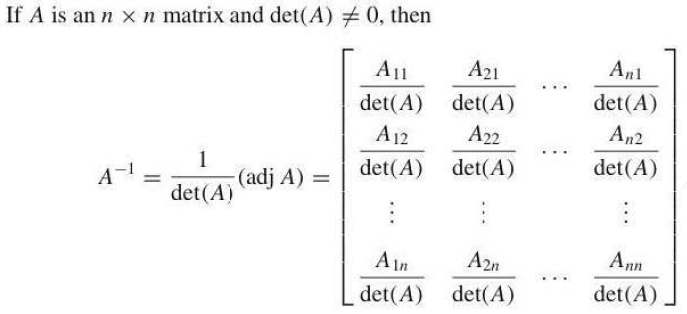 If A is an n × n matrix and det(A) ≠ 0, then
A⁻¹ = 1/det(A) (adj A) = [ A₁₁/det(A) A₂₁/det(A) ⋯ Aₙ₁/det(A)
A₁₂/det(A) A₂₂/det(A) ⋯ Aₙ₂/det(A)
⋮ ⋮ ⋮
A₁ₙ/det(A) A₂ₙ/det(A) ⋯ Aₙₙ/det(A) ]